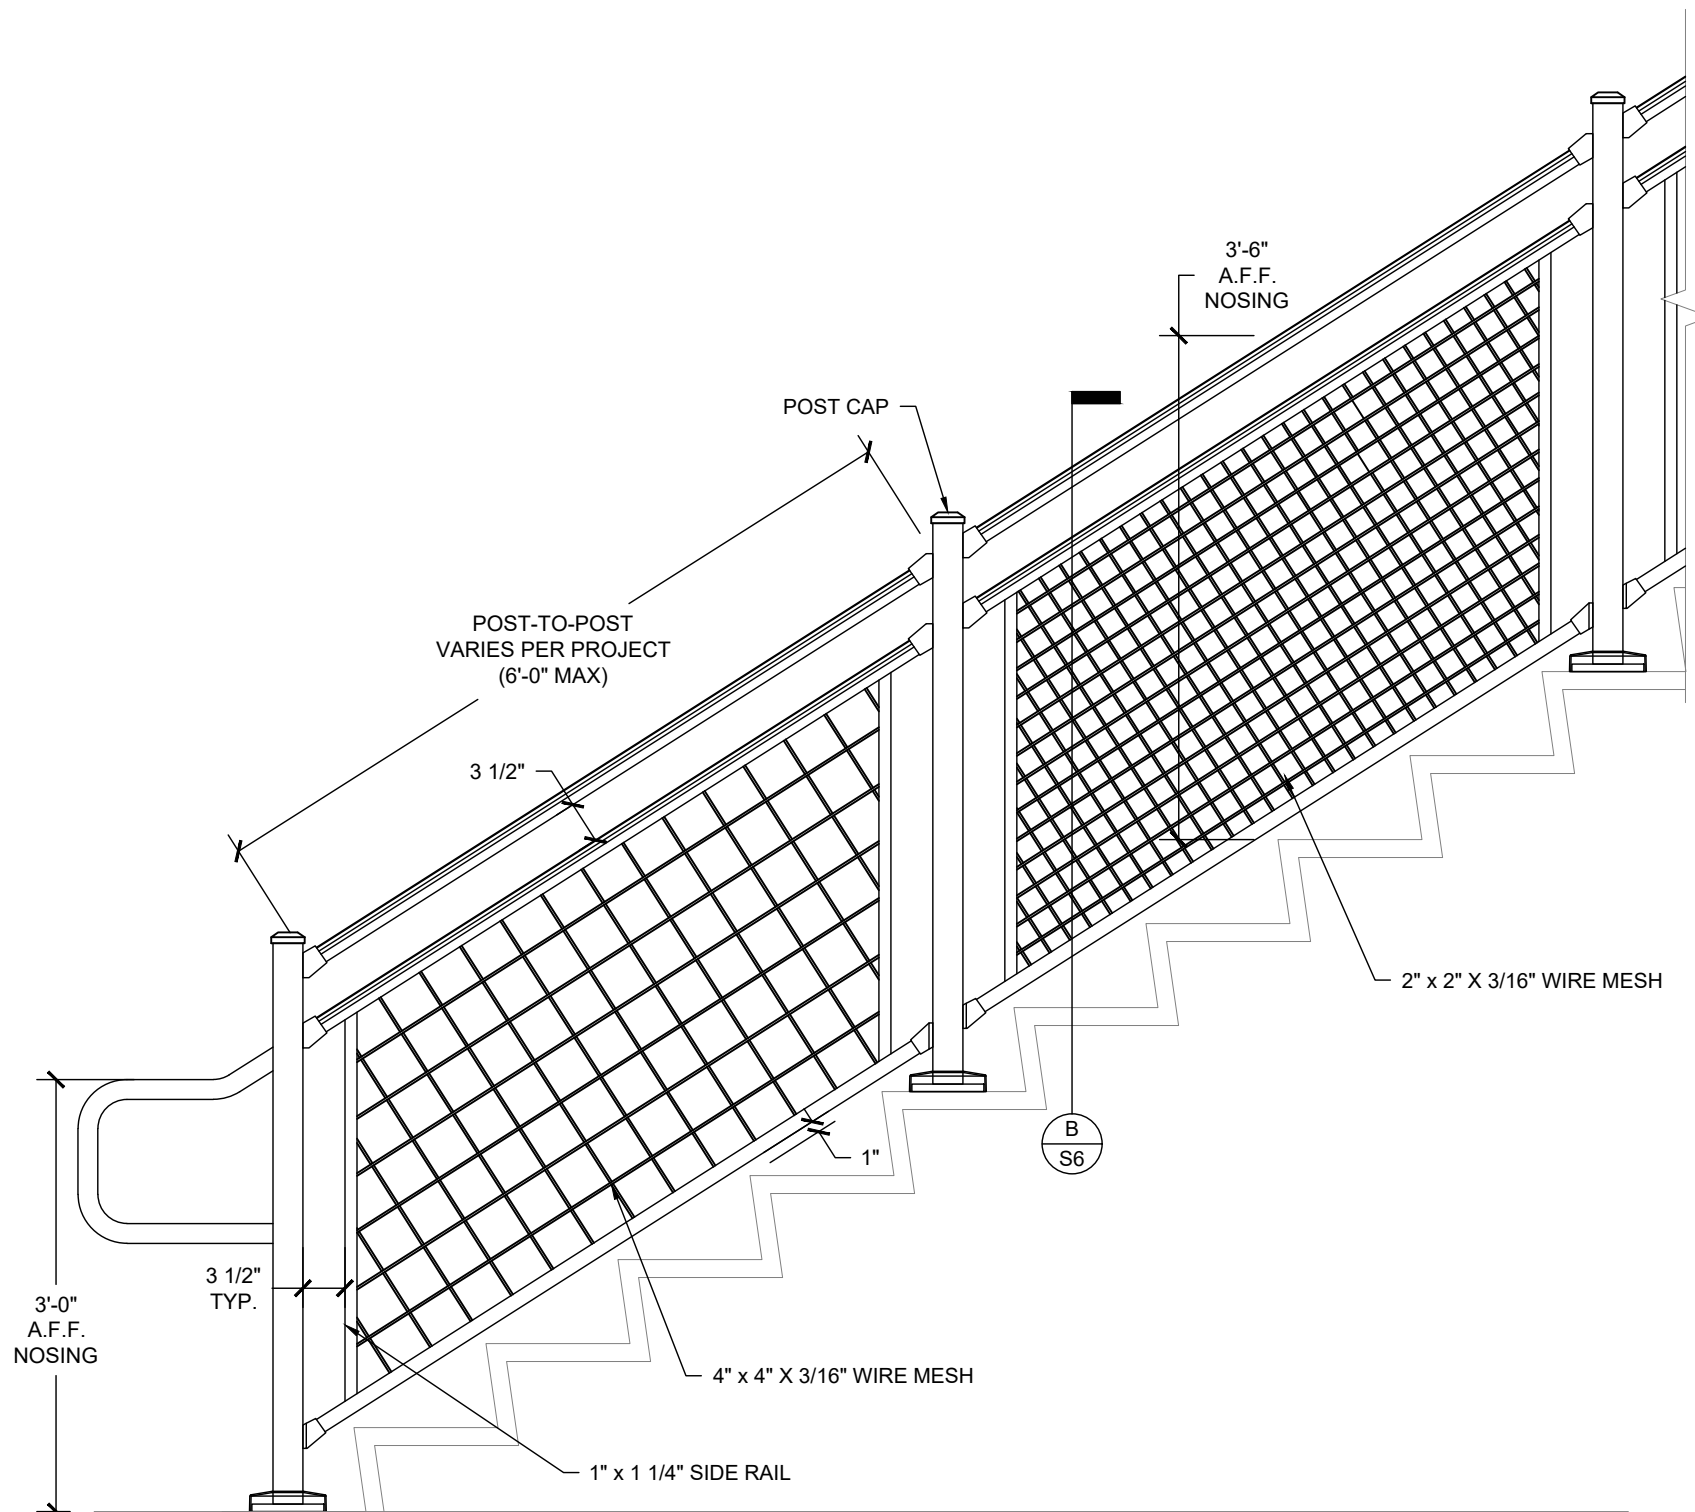 3'-6"
A.F.F.
NOSING
POST CAP
POST-TO-POST
VARIES PER PROJECT
(6'-0" MAX)
3 1/2"
2" x 2" X 3/16" WIRE MESH
B
S6
1"
3 1/2"
TYP.
3'-0"
A.F.F.
NOSING
4" x 4" X 3/16" WIRE MESH
1" x 1 1/4" SIDE RAIL